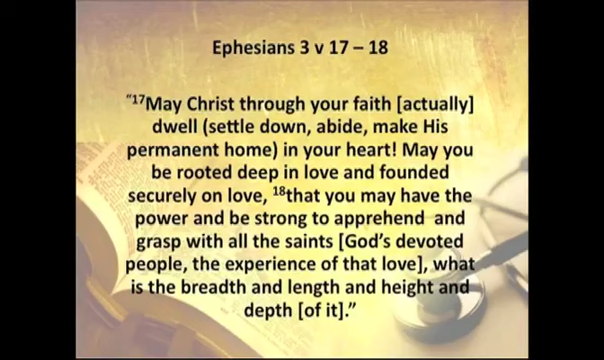 Ephesians 3 v 17 – 18
“17May Christ through your faith [actually]
dwell (settle down, abide, make His
permanent home) in your heart! May you
be rooted deep in love and founded
securely on love, 18that you may have the
power and be strong to apprehend and
grasp with all the saints [God’s devoted
people, the experience of that love], what
is the breadth and length and height and
depth [of it].”